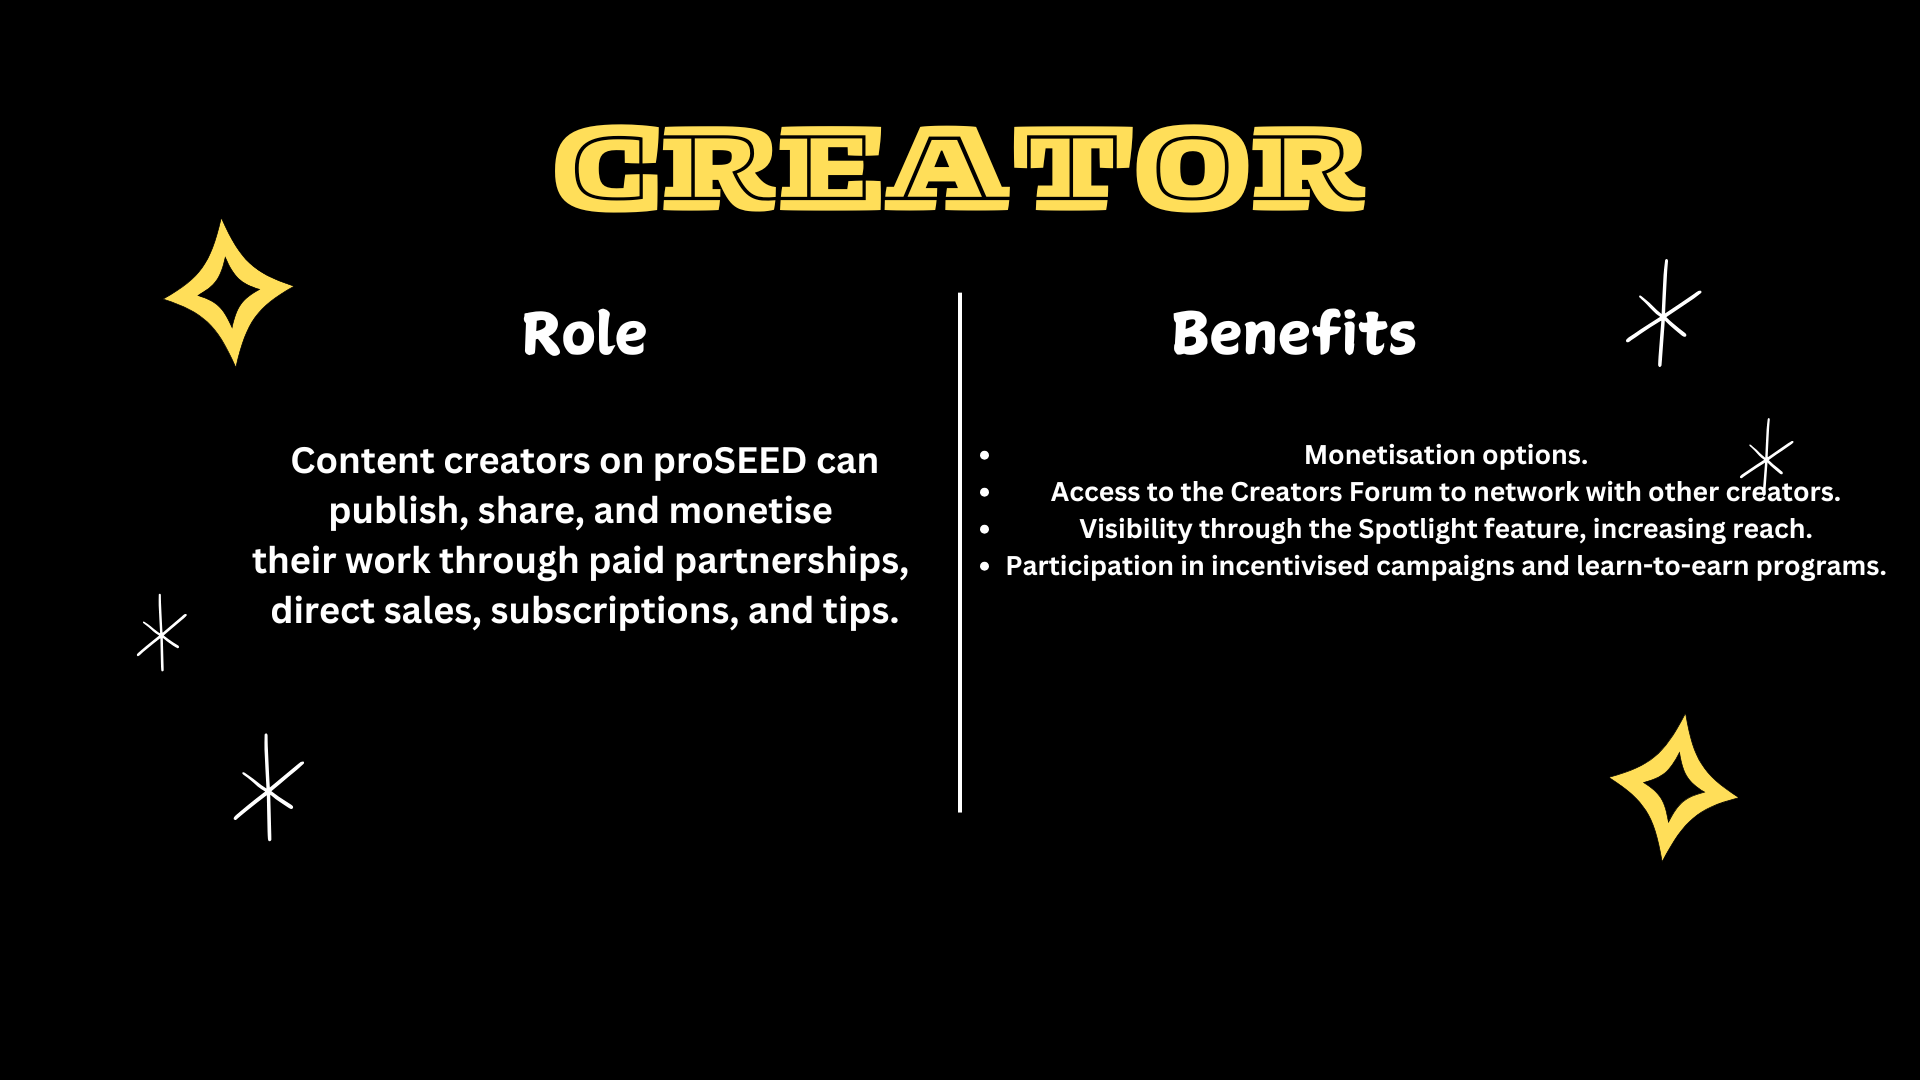 CREATOR
Role
Content creators on proSEED can
publish, share, and monetise
their work through paid partnerships,
direct sales, subscriptions, and tips.
Benefits
• Monetisation options.
• Access to the Creators Forum to network with other creators.
• Visibility through the Spotlight feature, increasing reach.
• Participation in incentivised campaigns and learn-to-earn programs.